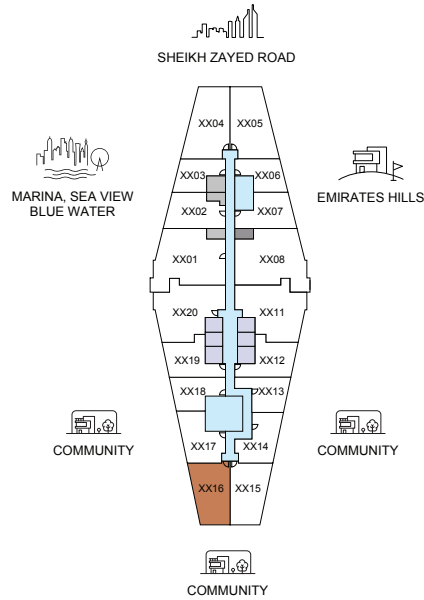 SHEIKH ZAYED ROAD
XX04 XX05
XX03 XX06
MARINA, SEA VIEW
BLUE WATER
EMIRATES HILLS
XX02 XX07
XX01 XX08
XX20 XX11
XX19 XX12
XX18 XX13
XX17 XX14
COMMUNITY
COMMUNITY
XX16 XX15
COMMUNITY